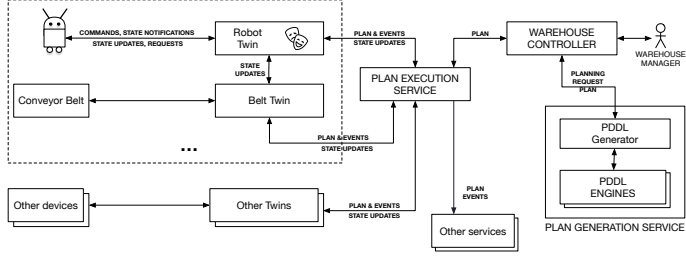 COMMANDS, STATE NOTIFICATIONS
STATE UPDATES, REQUESTS
Robot
Twin
PLAN & EVENTS
STATE UPDATES
PLAN
WAREHOUSE
CONTROLLER
WAREHOUSE
MANAGER
STATE
UPDATES
PLAN EXECUTION
SERVICE
PLANNING
REQUEST
PLAN
Conveyor Belt
Belt Twin
PLAN & EVENTS
STATE UPDATES
...
PDDL
Generator
PDDL
ENGINES
PLAN GENERATION SERVICE
Other devices
Other Twins
PLAN & EVENTS
STATE UPDATES
PLAN
EVENTS
Other services